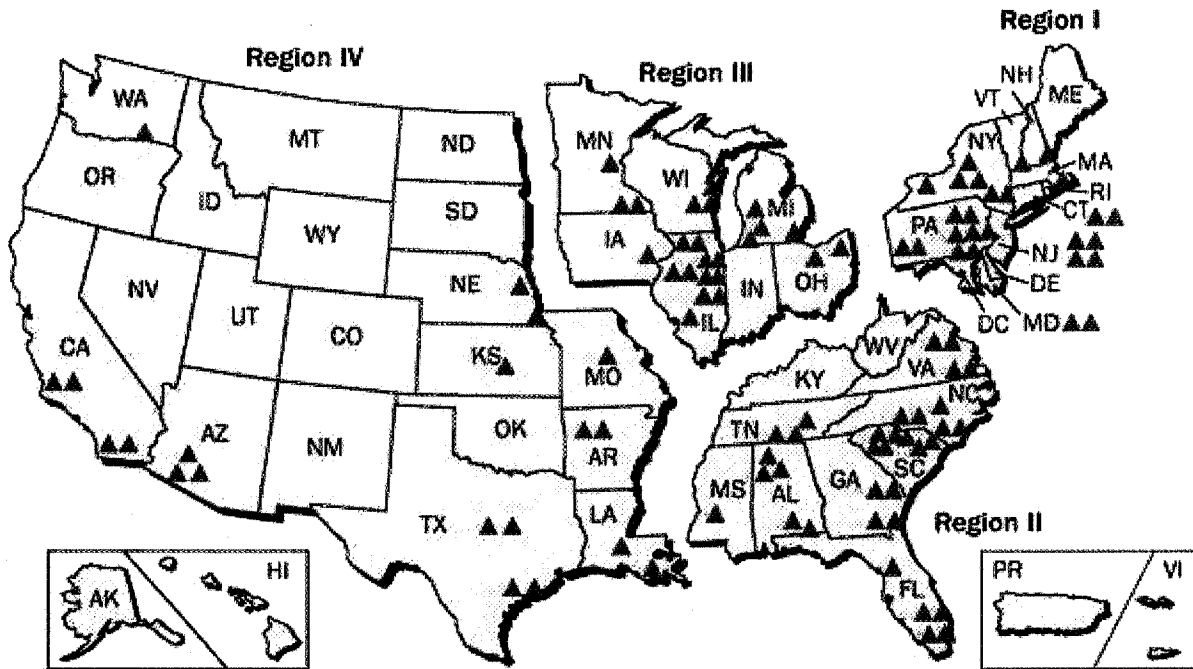 Region I
Region IV
Region III
NH
VT
ME
WA
MT
ND
MN
NY
OR
ID
WI
MA
SD
MI
RI
WY
IA
PA
CT
NV
NE
IN
OH
NJ
UT
CO
IL
DE
CA
KS
MO
DC
MD
WV
KY
VA
NC
AZ
NM
OK
AR
TN
SC
MS
AL
GA
TX
LA
Region II
AK
HI
FL
PR
VI